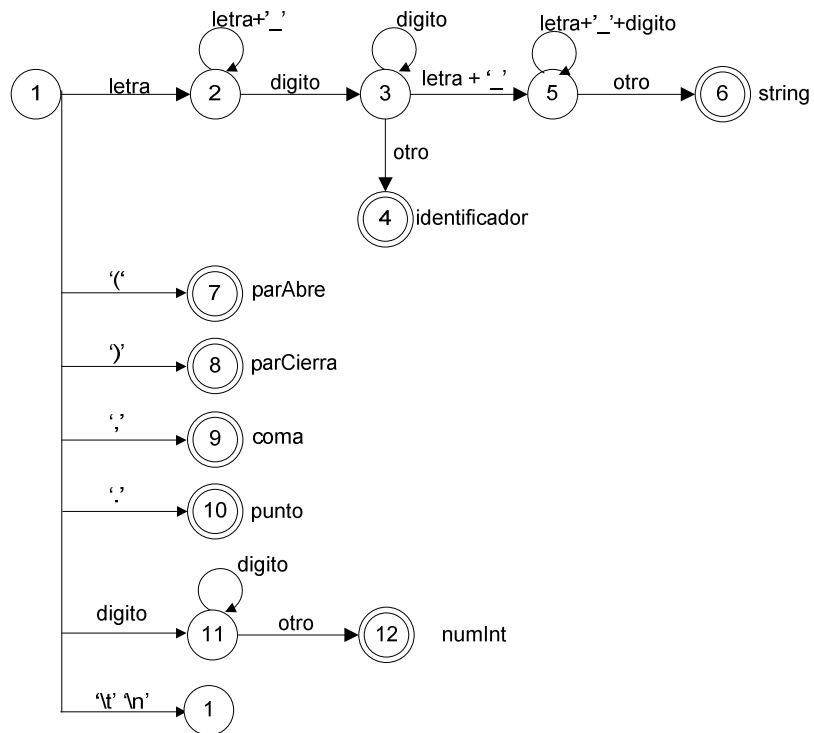 letra+'_'
digito
letra+'_'+digito
1 letra 2 digito 3 letra + '_' 5 otro 6 string
otro
4 identificador
'(' 7 parAbre
')' 8 parCierra
',' 9 coma
'.' 10 punto
digito
digito 11 otro 12 numInt
'\t' '\n' 1